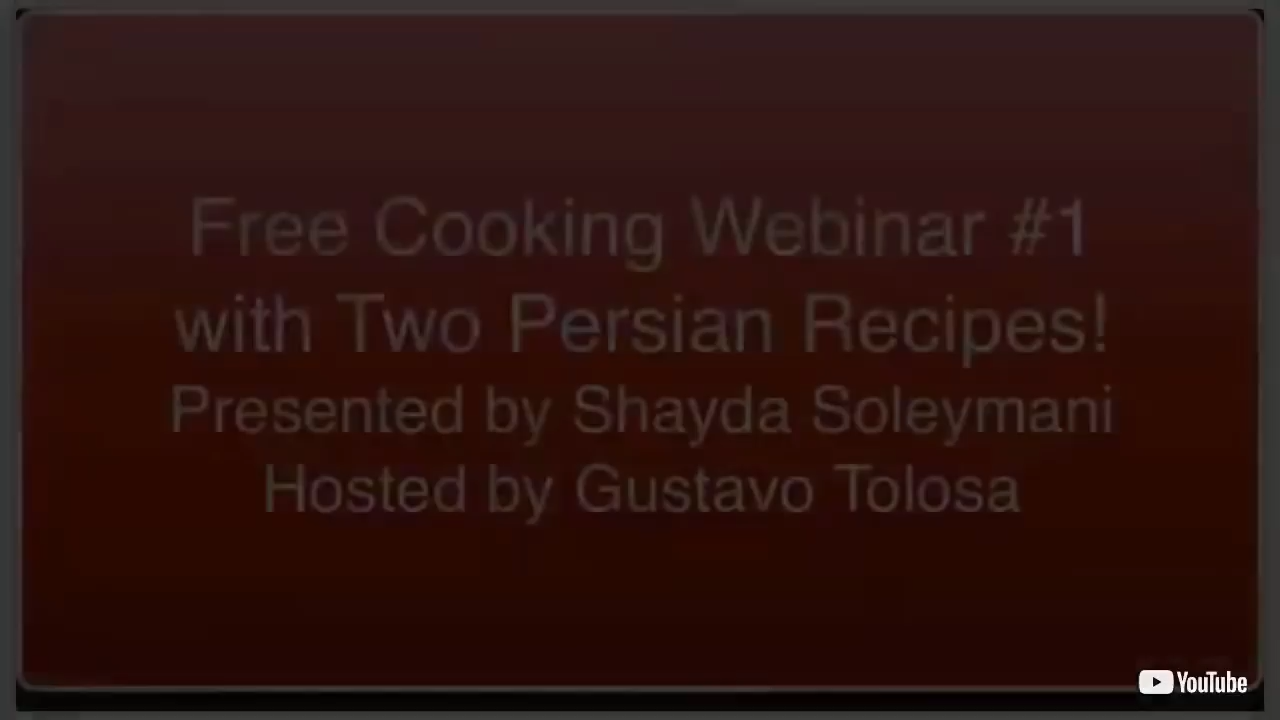 Free Cooking Webinar #1
with Two Persian Recipes!
Presented by Shayda Soleymani
Hosted by Gustavo Tolosa
YouTube